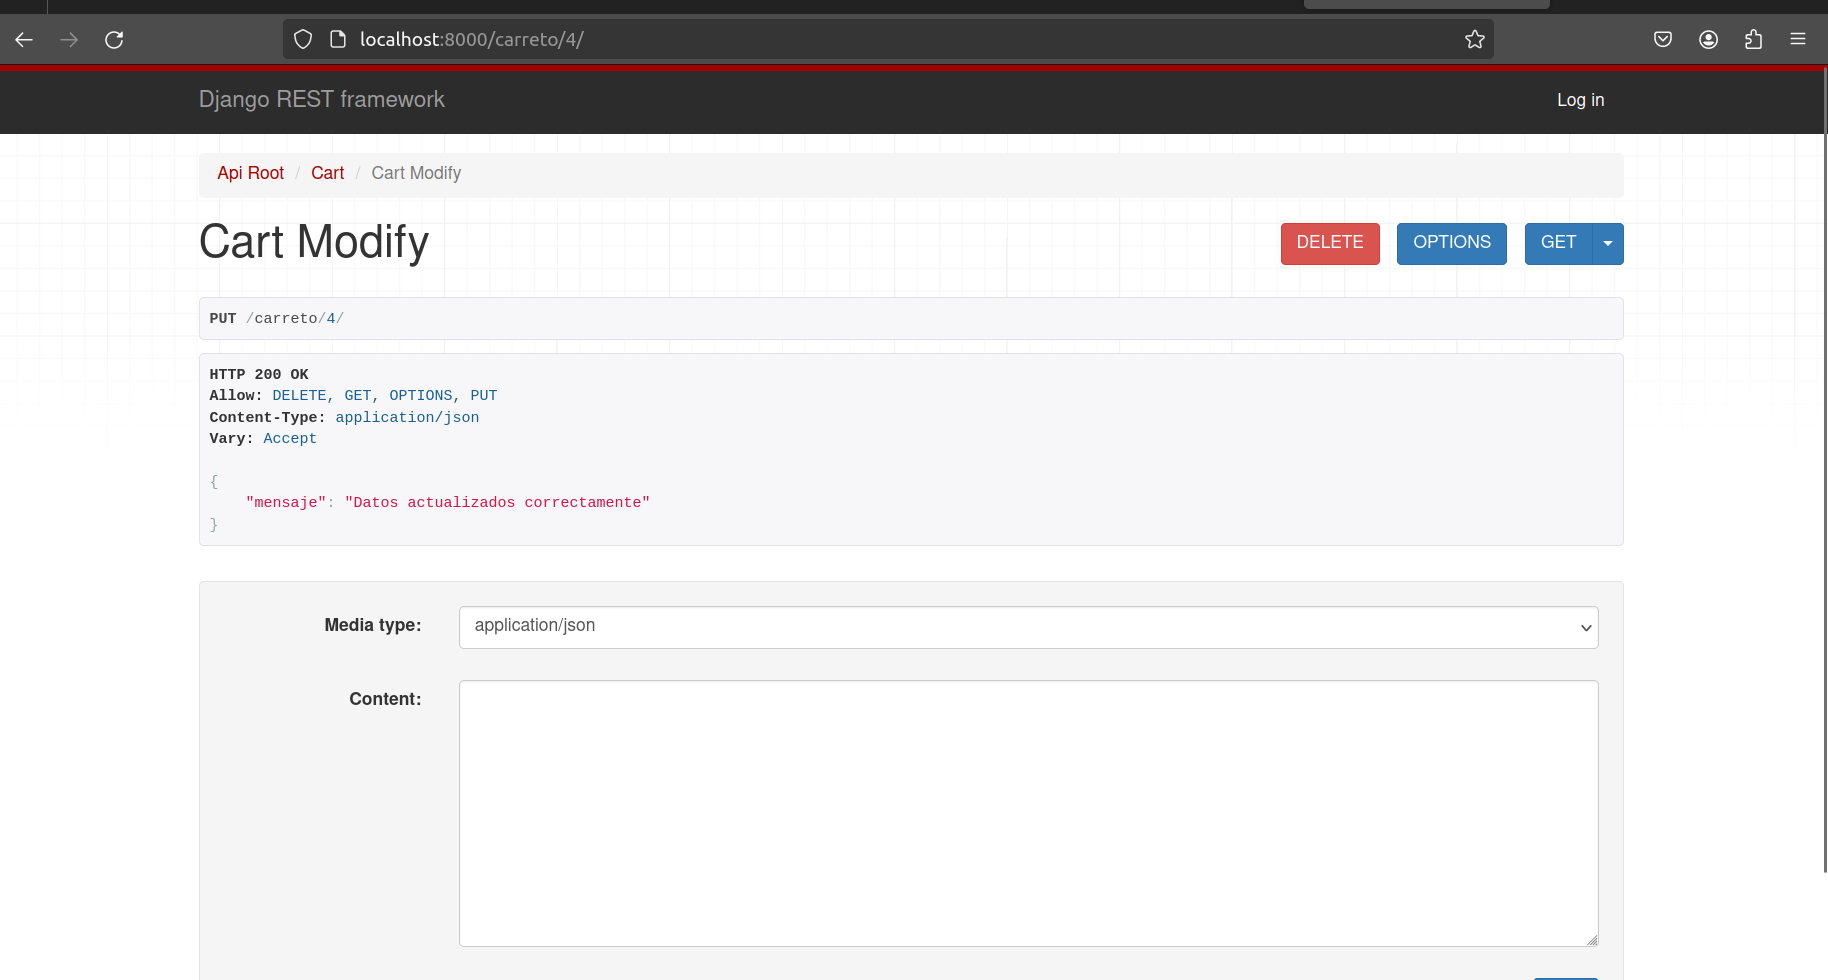 localhost:8000/carreto/4/
Django REST framework
Log in
Api Root / Cart / Cart Modify
Cart Modify
DELETE
OPTIONS
GET
PUT /carreto/4/
HTTP 200 OK
Allow: DELETE, GET, OPTIONS, PUT
Content-Type: application/json
Vary: Accept
{
    "mensaje": "Datos actualizados correctamente"
}
Media type:
application/json
Content: